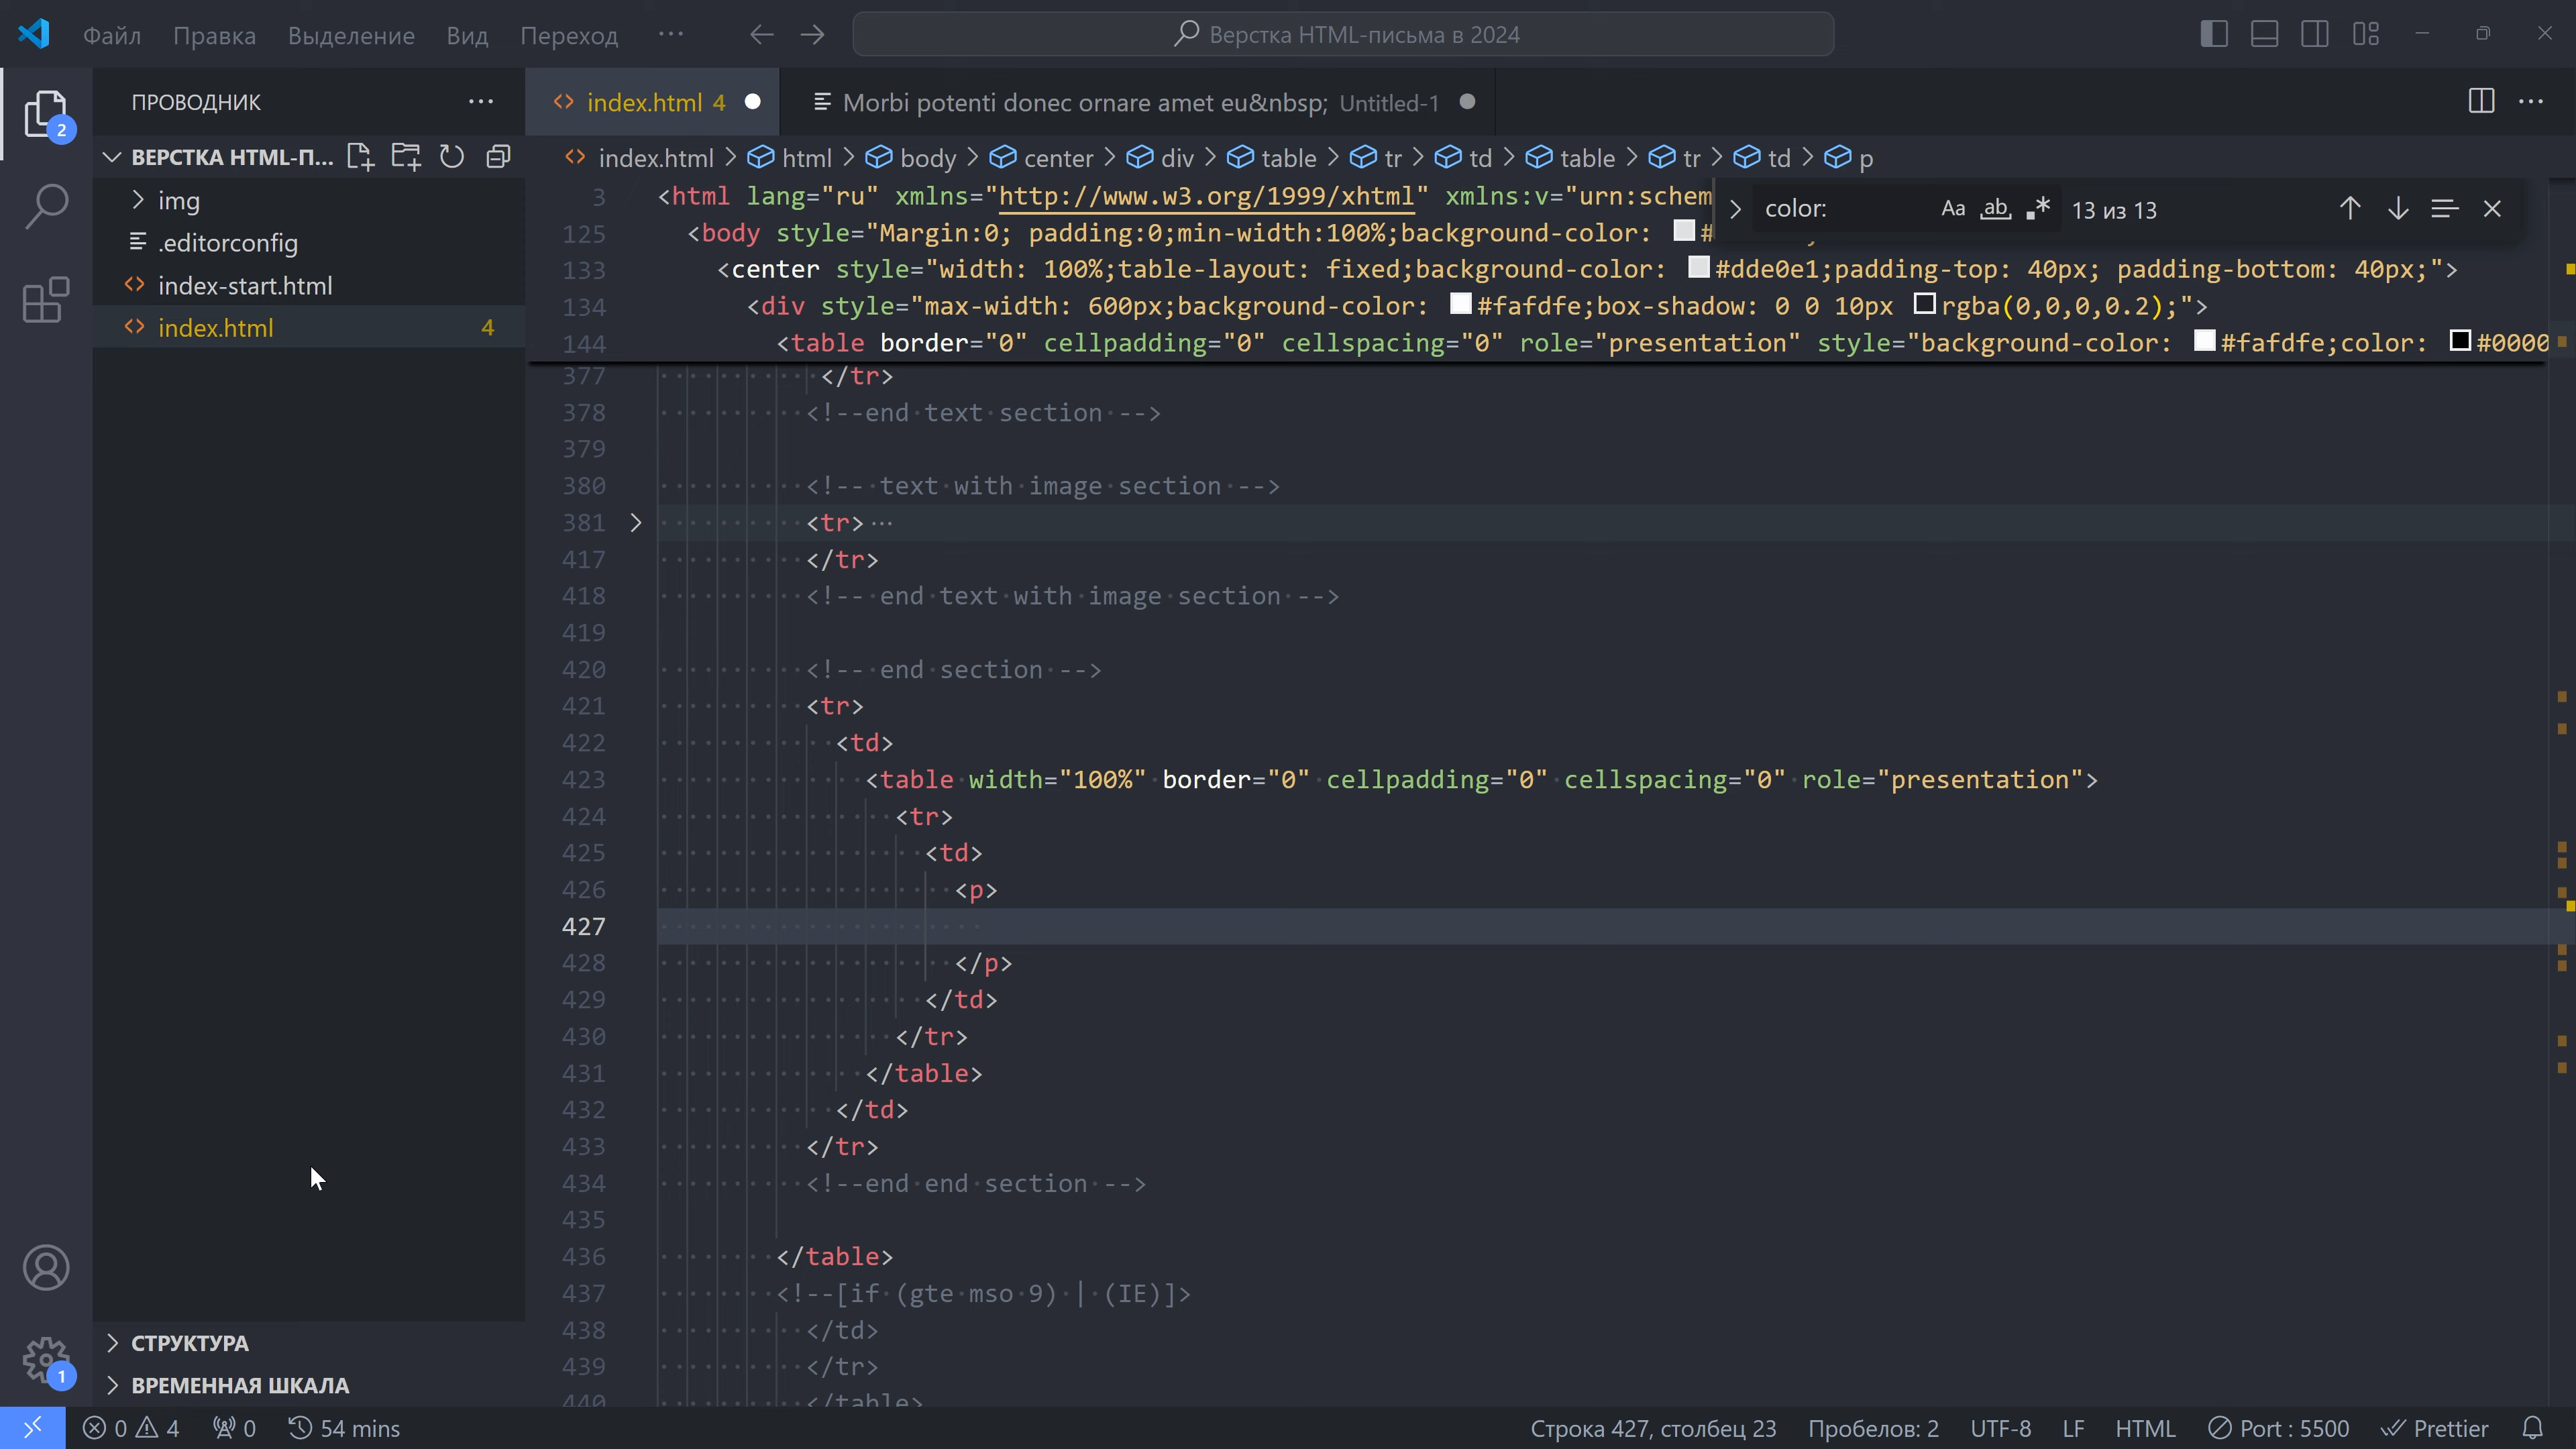 Файл Правка Выделение Вид Переход ··· Верстка HTML-письма в 2024
ПРОВОДНИК ···
index.html 4
Morbi potenti donec ornare amet eu&nbsp; Untitled-1
2
ВЕРСТКА HTML-П...
index.html > html > body > center > div > table > tr > td > table > tr > td > p
img
.editorconfig
index-start.html
index.html 4
color: Aa ab 13 из 13
3 <html lang="ru" xmlns="http://www.w3.org/1999/xhtml" xmlns:v="urn:schem
125 <body style="Margin:0; padding:0;min-width:100%;background-color: #
133 <center style="width: 100%;table-layout: fixed;background-color: #dde0e1;padding-top: 40px; padding-bottom: 40px;">
134 <div style="max-width: 600px;background-color: #fafdfe;box-shadow: 0 0 10px rgba(0,0,0,0.2);">
144 <table border="0" cellpadding="0" cellspacing="0" role="presentation" style="background-color: #fafdfe;color: #0000
377 </tr>
378 <!--end text section -->
379
380 <!-- text with image section -->
381 <tr>···
417 </tr>
418 <!-- end text with image section -->
419
420 <!-- end section -->
421 <tr>
422 <td>
423 <table width="100%" border="0" cellpadding="0" cellspacing="0" role="presentation">
424 <tr>
425 <td>
426 <p>
427
428 </p>
429 </td>
430 </tr>
431 </table>
432 </td>
433 </tr>
434 <!--end end section -->
435
436 </table>
437 <!--[if (gte mso 9) | (IE)]>
438 </td>
439 </tr>
440 </table>
СТРУКТУРА
1
ВРЕМЕННАЯ ШКАЛА
0 4 0 54 mins Строка 427, столбец 23 Пробелов: 2 UTF-8 LF HTML Port : 5500 Prettier